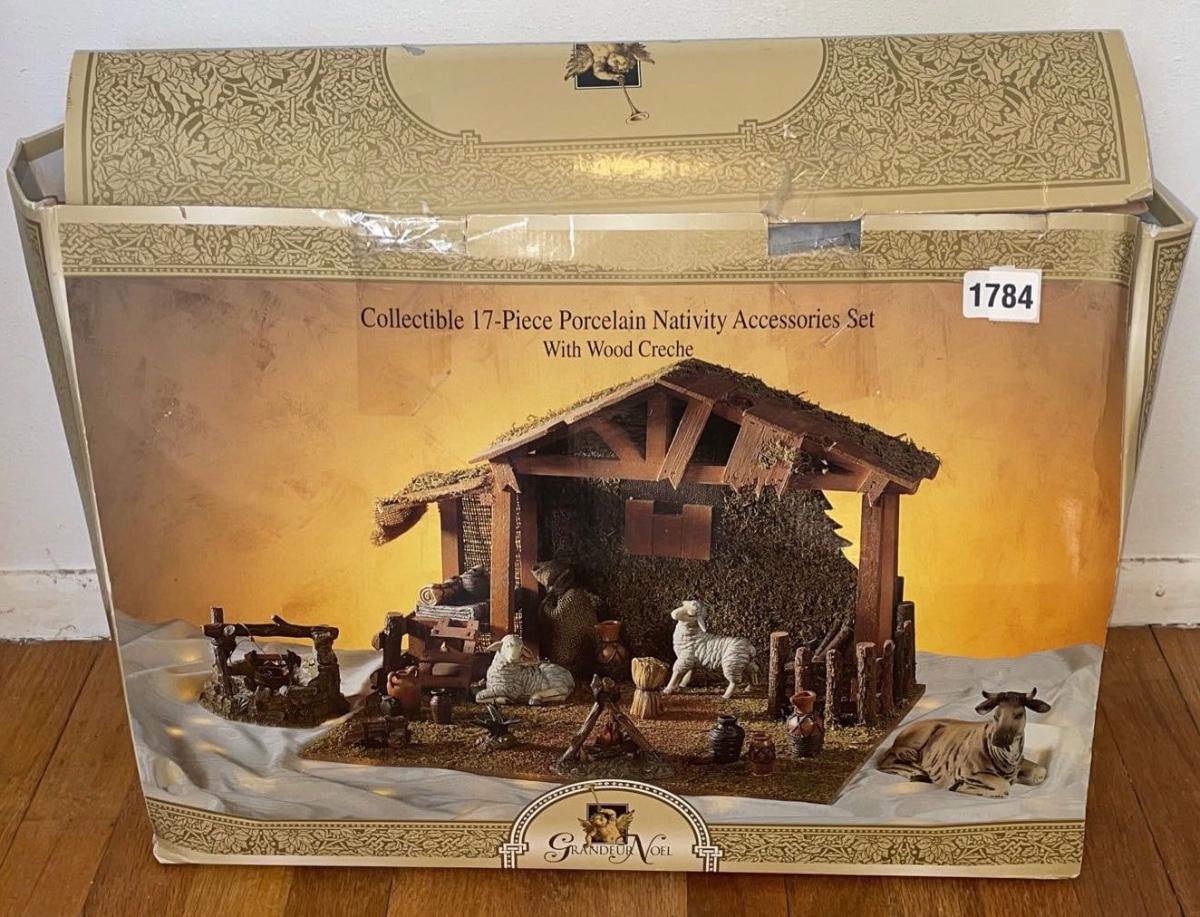 1784
Collectible 17-Piece Porcelain Nativity Accessories Set
With Wood Creche
GRANDEUR NOEL